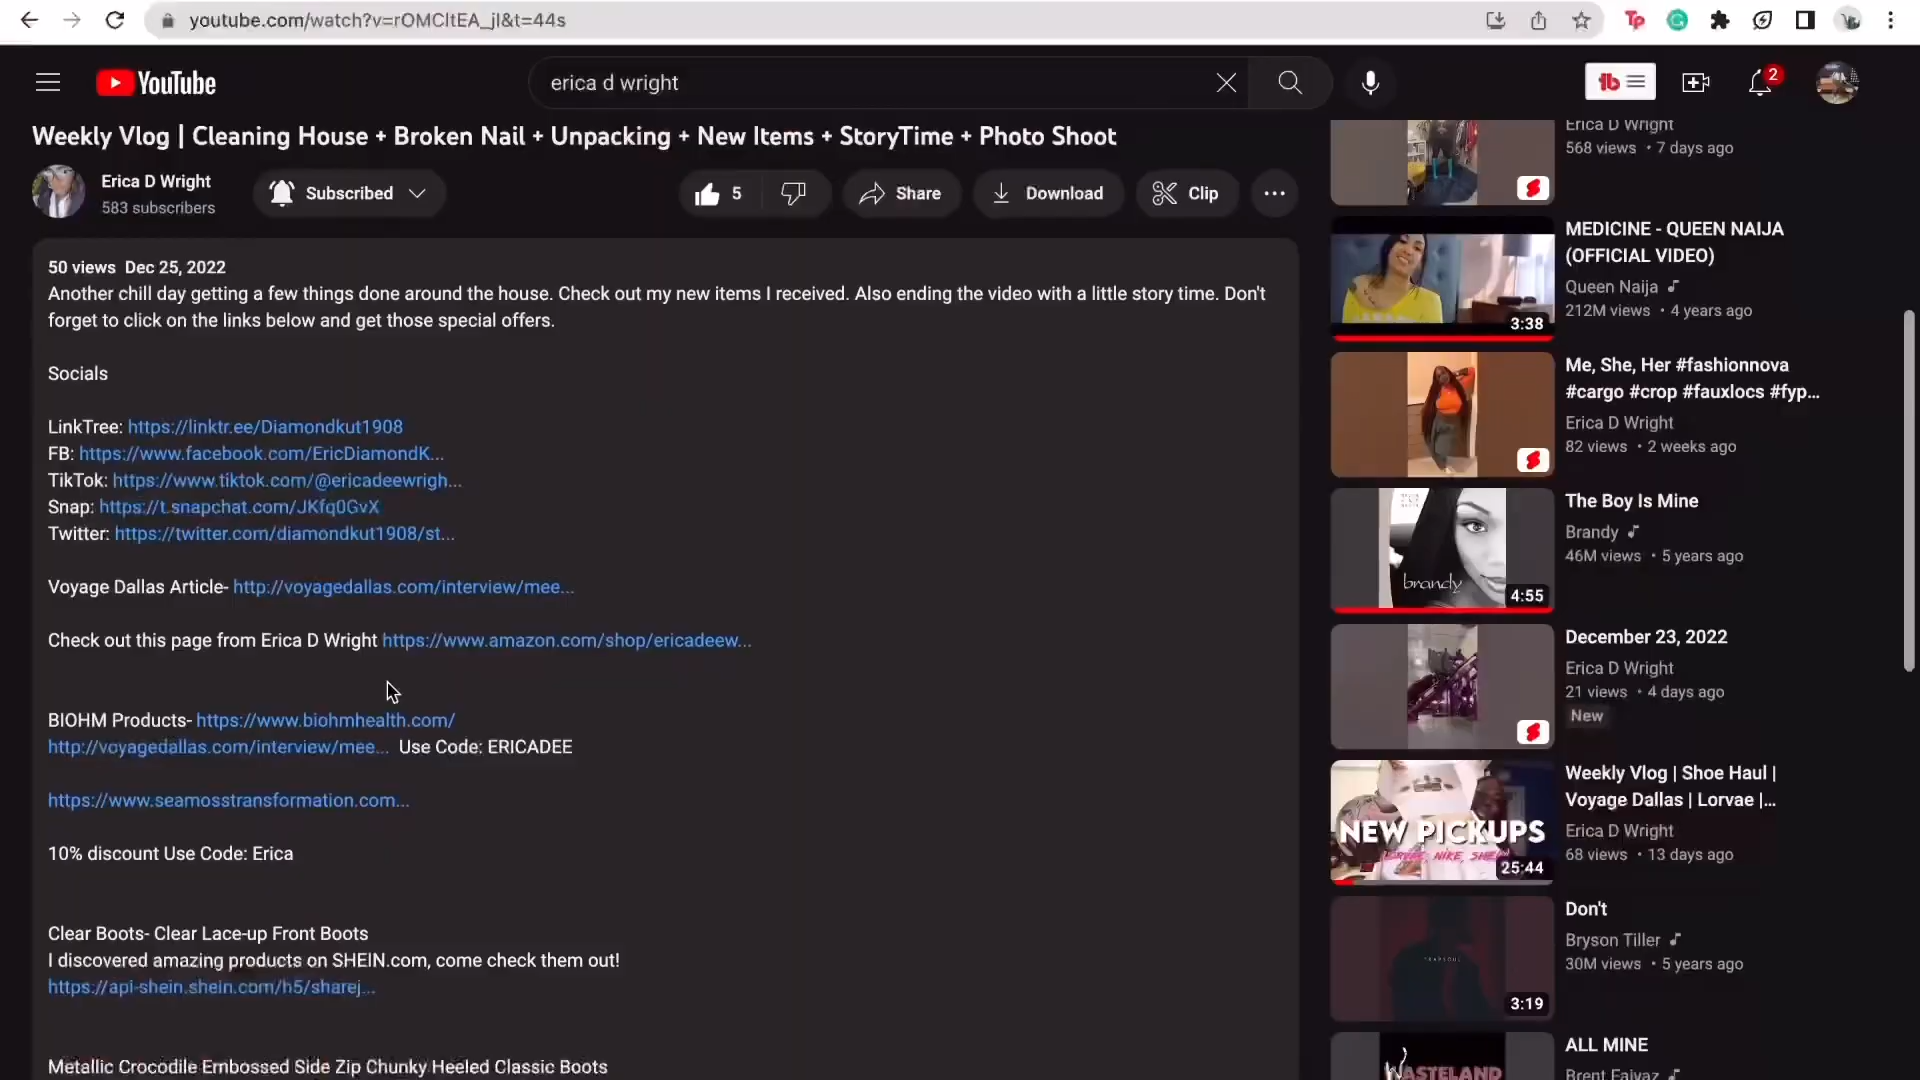 youtube.com/watch?v=rOMCltEA_jI&t=44s
YouTube
erica d wright
2
Weekly Vlog | Cleaning House + Broken Nail + Unpacking + New Items + StoryTime + Photo Shoot
Erica D Wright
583 subscribers
Subscribed
5
Share
Download
Clip
50 views Dec 25, 2022
Another chill day getting a few things done around the house. Check out my new items I received. Also ending the video with a little story time. Don't
forget to click on the links below and get those special offers.
Socials
LinkTree: https://linktr.ee/Diamondkut1908
FB: https://www.facebook.com/EricDiamondK...
TikTok: https://www.tiktok.com/@ericadeewrigh...
Snap: https://t.snapchat.com/JKfq0GvX
Twitter: https://twitter.com/diamondkut1908/st...
Voyage Dallas Article- http://voyagedallas.com/interview/mee...
Check out this page from Erica D Wright https://www.amazon.com/shop/ericadeew...
BIOHM Products- https://www.biohmhealth.com/
http://voyagedallas.com/interview/mee... Use Code: ERICADEE
https://www.seamosstransformation.com...
10% discount Use Code: Erica
Clear Boots- Clear Lace-up Front Boots
I discovered amazing products on SHEIN.com, come check them out!
https://api-shein.shein.com/h5/sharej...
Metallic Crocodile Embossed Side Zip Chunky Heeled Classic Boots
Erica D Wright
568 views • 7 days ago
MEDICINE - QUEEN NAIJA
(OFFICIAL VIDEO)
Queen Naija
212M views • 4 years ago
3:38
Me, She, Her #fashionnova
#cargo #crop #fauxlocs #fyp...
Erica D Wright
82 views • 2 weeks ago
The Boy Is Mine
Brandy
46M views • 5 years ago
brandy
4:55
December 23, 2022
Erica D Wright
21 views • 4 days ago
New
Weekly Vlog | Shoe Haul |
Voyage Dallas | Lorvae |...
Erica D Wright
68 views • 13 days ago
NEW PICKUPS
25:44
Don't
Bryson Tiller
30M views • 5 years ago
TRAPSOUL
3:19
ALL MINE
Brent Faiyaz
WASTELAND